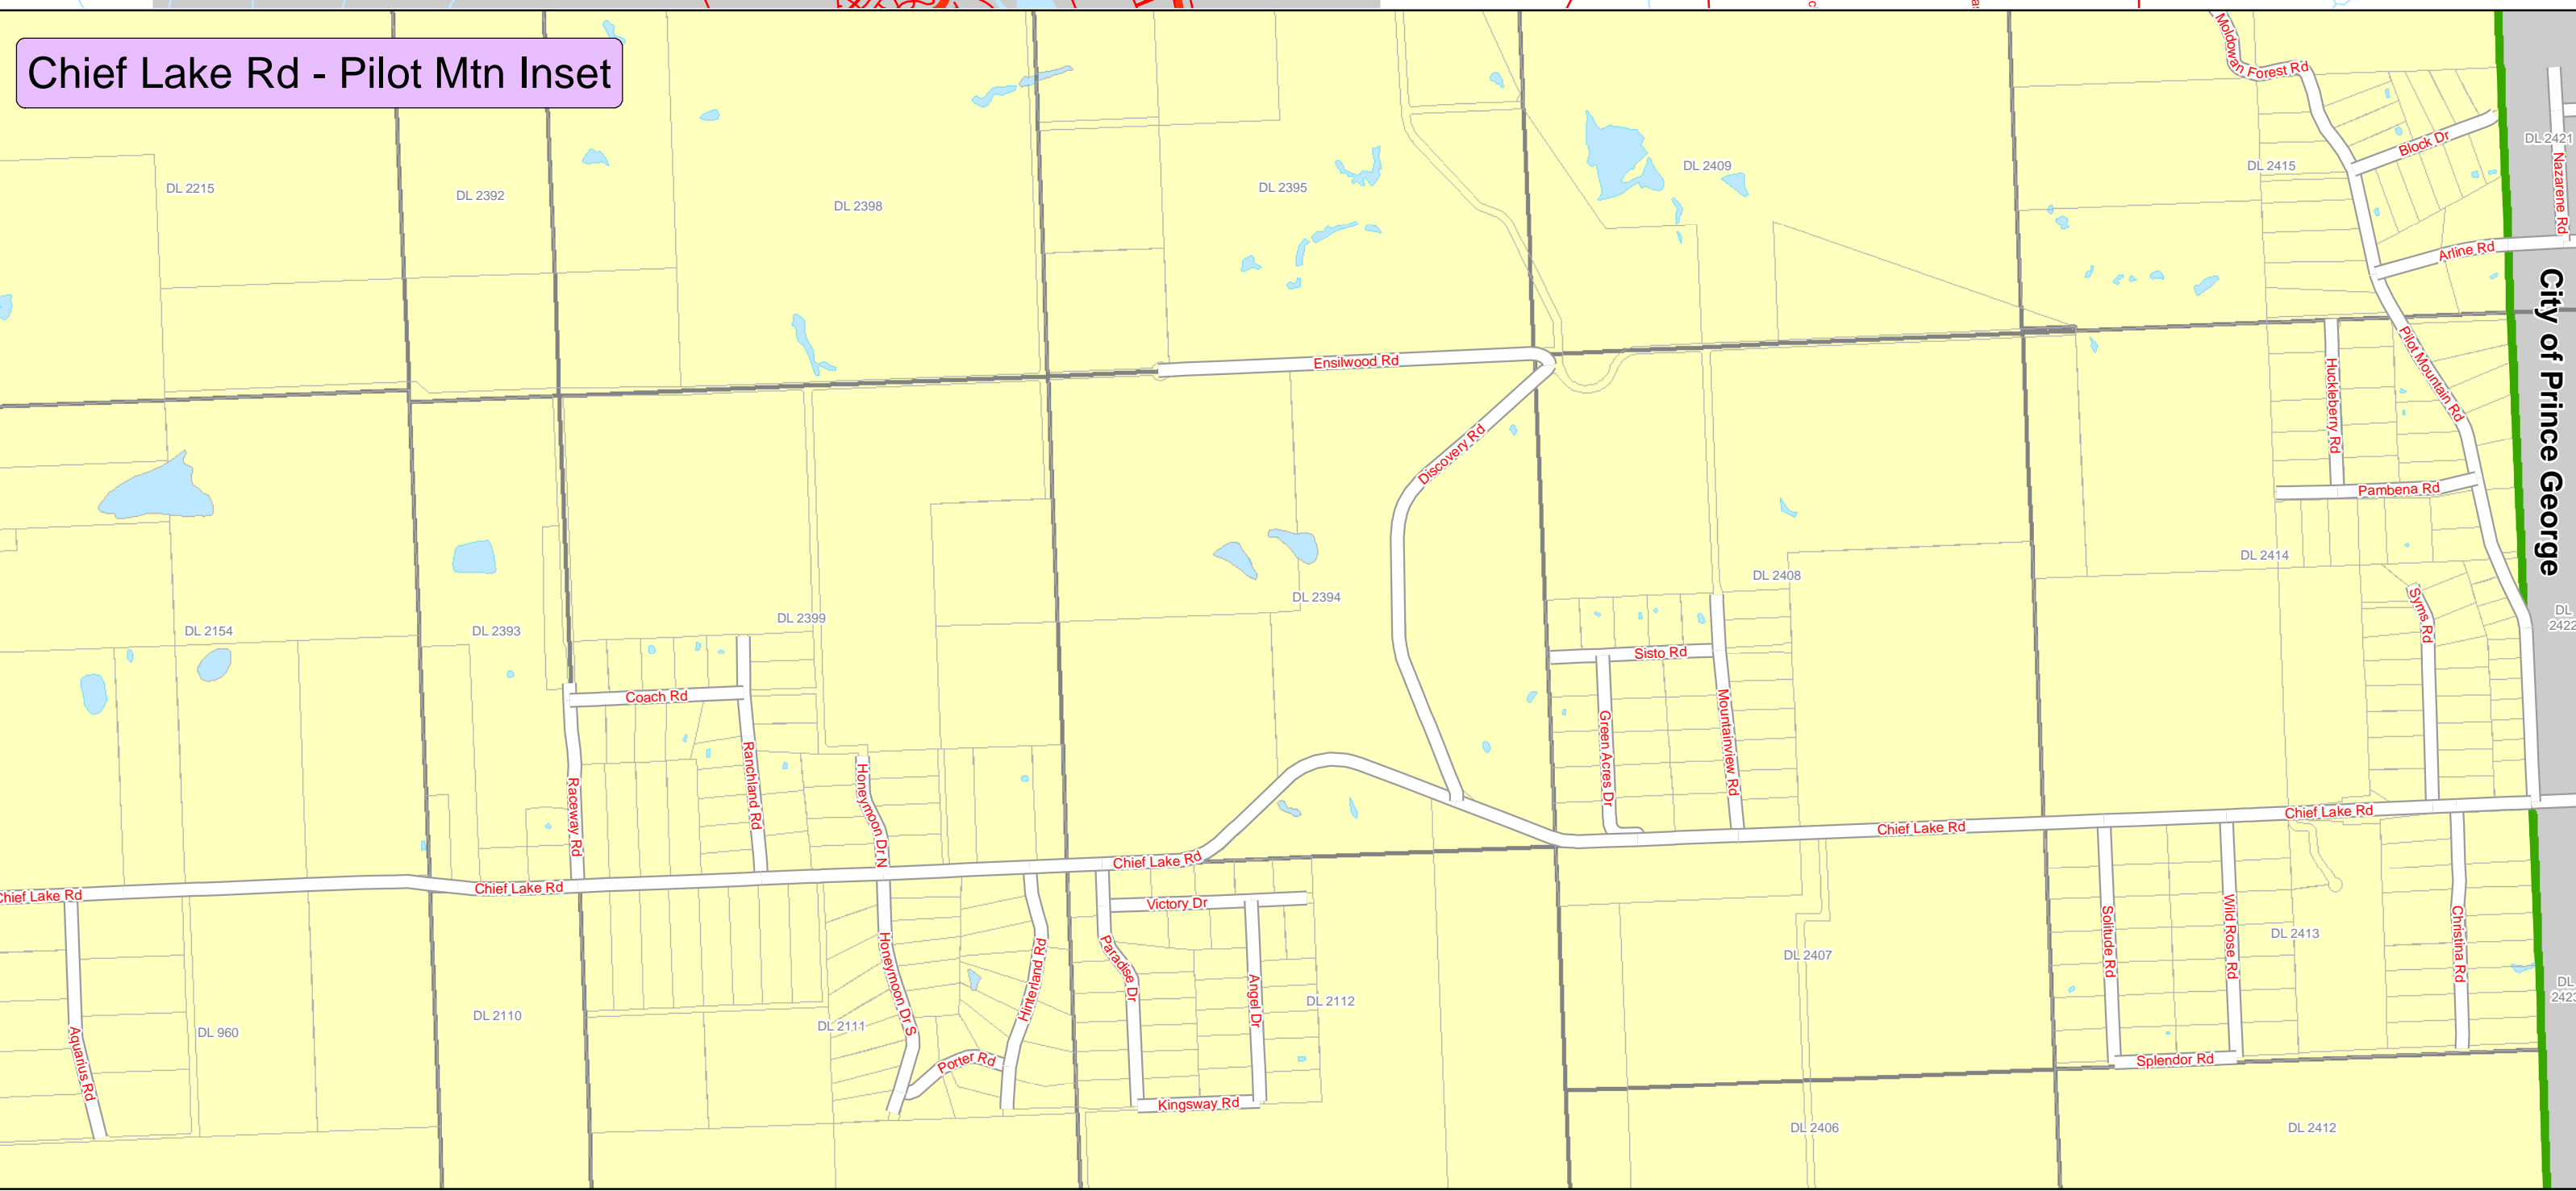 Chief Lake Rd - Pilot Mtn Inset
Moldowan Forest Rd
Block Dr
DL 2421
Nazarene Rd
DL 2215
DL 2392
DL 2398
DL 2395
DL 2409
DL 2415
Arline Rd
City of Prince George
Ensilwood Rd
Pilot Mountain Rd
Huckleberry Rd
Discovery Rd
Pambena Rd
DL 2414
DL 2408
DL 2394
DL 2399
DL 2393
DL 2154
Syms Rd
DL
2422
Sisto Rd
Coach Rd
Green Acres Dr
Mountainview Rd
Ranchland Rd
Raceway Rd
Honeymoon Dr N
Chief Lake Rd
Chief Lake Rd
Chief Lake Rd
Chief Lake Rd
Chief Lake Rd
Victory Dr
Honeymoon Dr S
Hinterland Rd
Paradise Dr
Angel Dr
Solitude Rd
Wild Rose Rd
DL 2413
Christina Rd
DL 2407
DL
2423
DL 2112
DL 2110
DL 2111
DL 960
Aquarius Rd
Porter Rd
Splendor Rd
Kingsway Rd
DL 2406
DL 2412